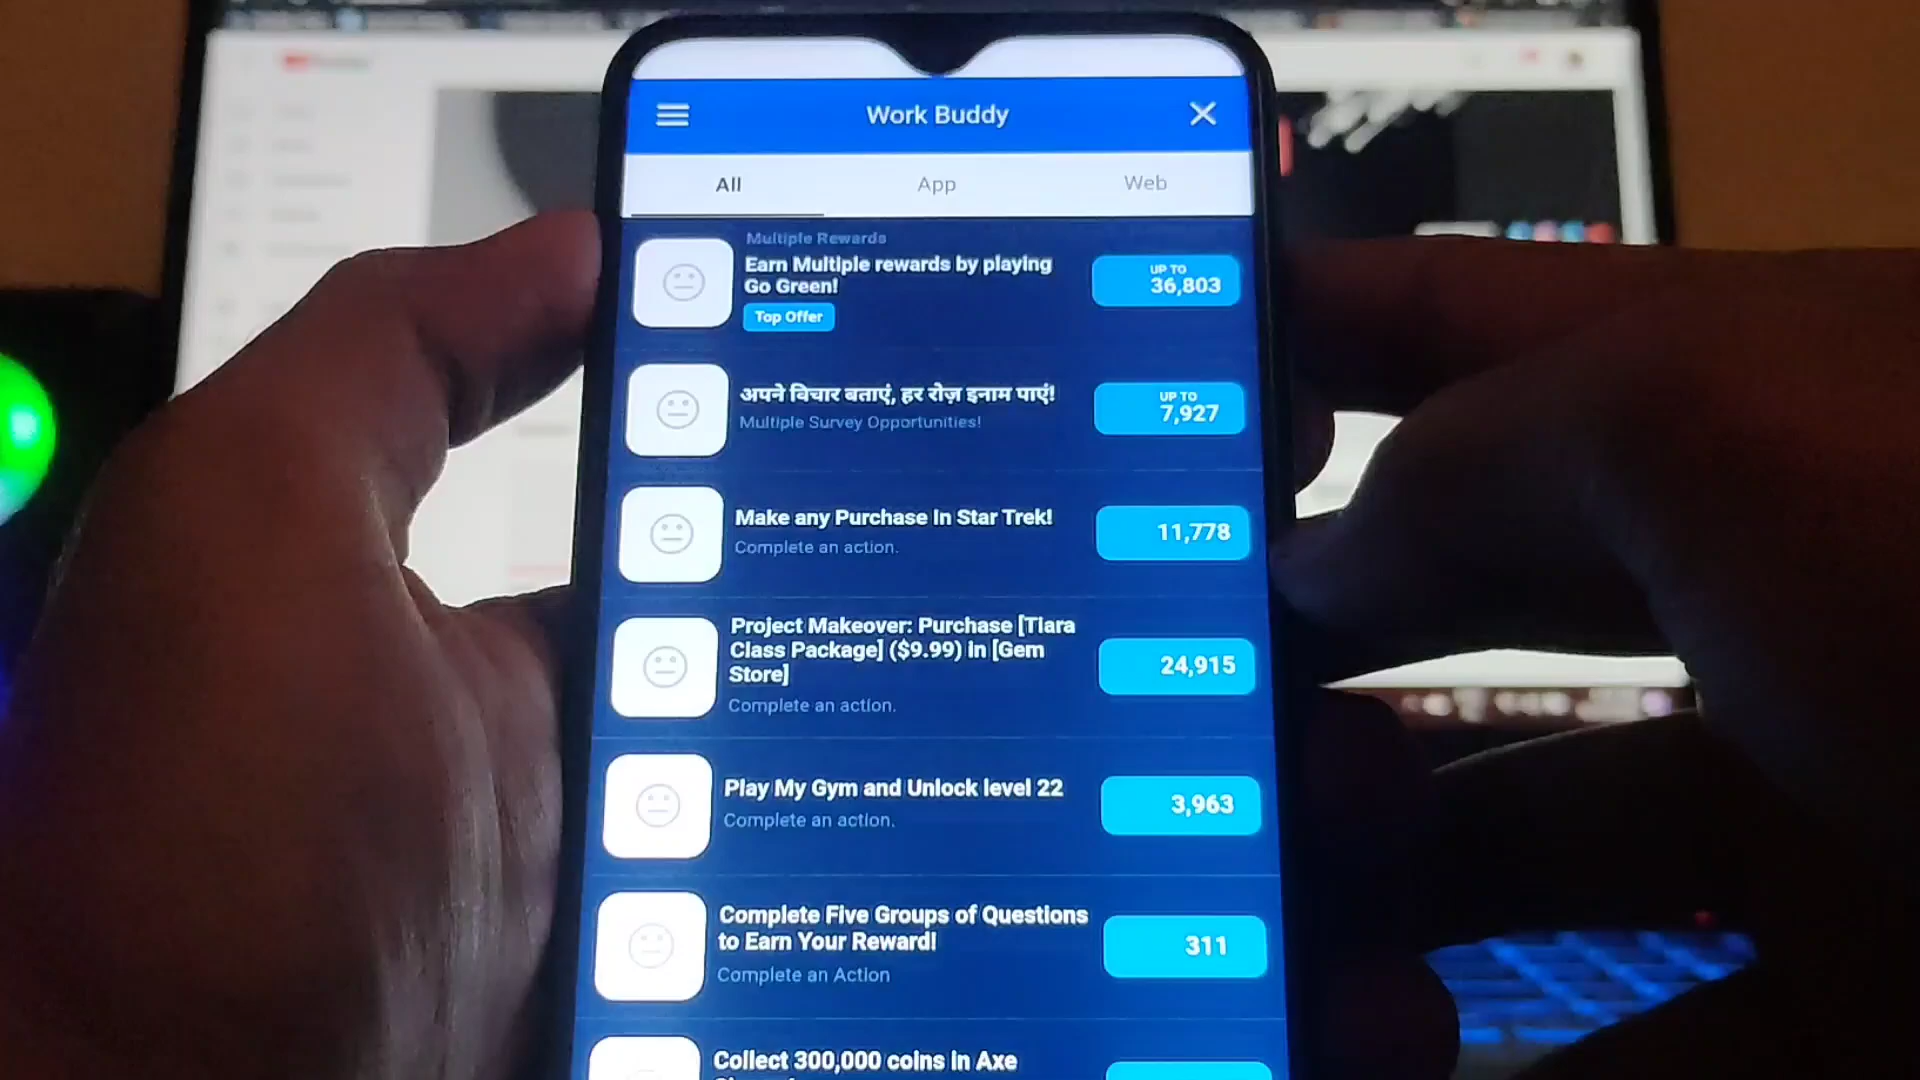 Work Buddy
All
App
Web
Multiple Rewards
Earn Multiple rewards by playing
Go Green!
Top Offer
UP TO
36,803
अपने विचार बताएं, हर रोज़ इनाम पाएं!
Multiple Survey Opportunities!
UP TO
7,927
Make any Purchase In Star Trek!
Complete an action.
11,778
Project Makeover: Purchase [Tiara
Class Package] ($9.99) in [Gem
Store]
Complete an action.
24,915
Play My Gym and Unlock level 22
Complete an action.
3,963
Complete Five Groups of Questions
to Earn Your Reward!
Complete an Action
311
Collect 300,000 coins in Axe